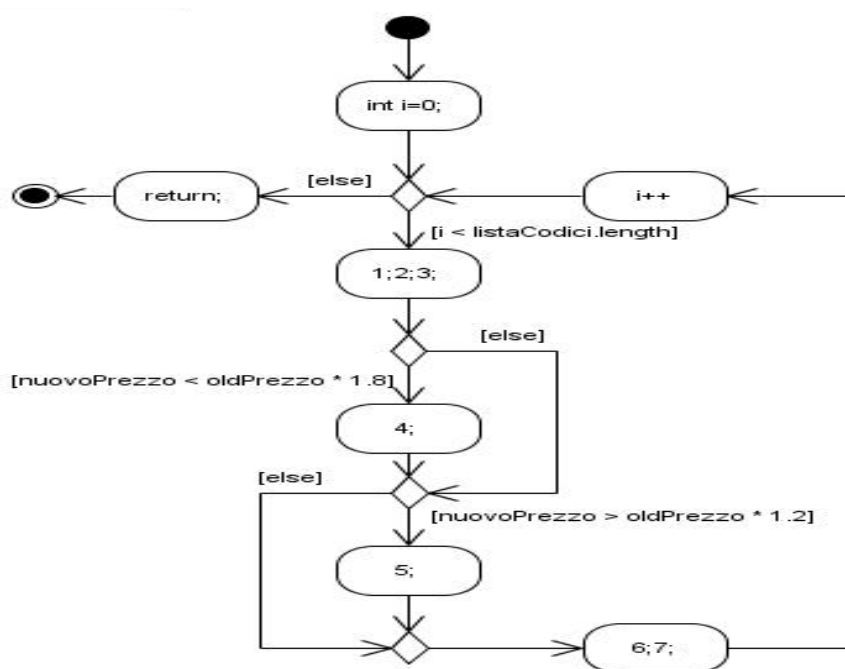 int i=0;
[else]
return;
i++
[i < listaCodici.length]
1;2;3;
[else]
[nuovoPrezzo < oldPrezzo * 1.8]
4;
[else]
[nuovoPrezzo > oldPrezzo * 1.2]
5;
6;7;